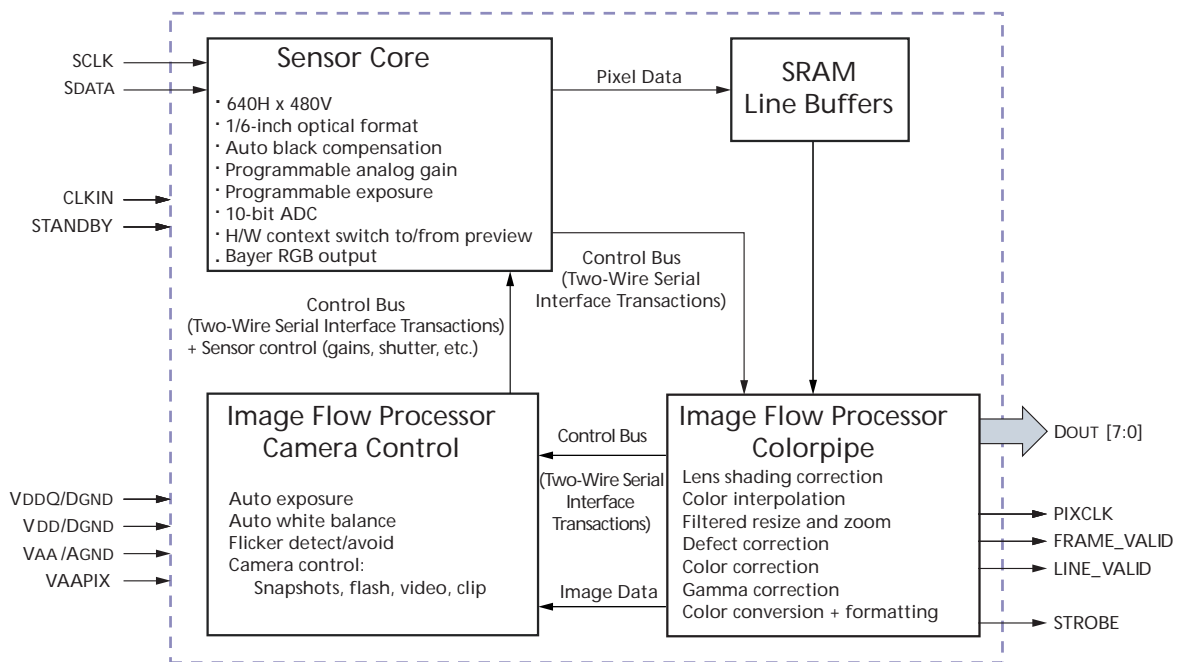 SCLK
SDATA
CLKIN
STANDBY
VDDQ/DGND
VDD/DGND
VAA/AGND
VAAPIX
Sensor Core
· 640H x 480V
· 1/6-inch optical format
· Auto black compensation
· Programmable analog gain
· Programmable exposure
· 10-bit ADC
· H/W context switch to/from preview
. Bayer RGB output
Pixel Data
SRAM
Line Buffers
Control Bus
(Two-Wire Serial
Interface Transactions)
Control Bus
(Two-Wire Serial Interface Transactions)
+ Sensor control (gains, shutter, etc.)
Image Flow Processor
Camera Control
Auto exposure
Auto white balance
Flicker detect/avoid
Camera control:
Snapshots, flash, video, clip
Control Bus
(Two-Wire Serial
Interface
Transactions)
Image Data
Image Flow Processor
Colorpipe
Lens shading correction
Color interpolation
Filtered resize and zoom
Defect correction
Color correction
Gamma correction
Color conversion + formatting
DOUT [7:0]
PIXCLK
FRAME_VALID
LINE_VALID
STROBE